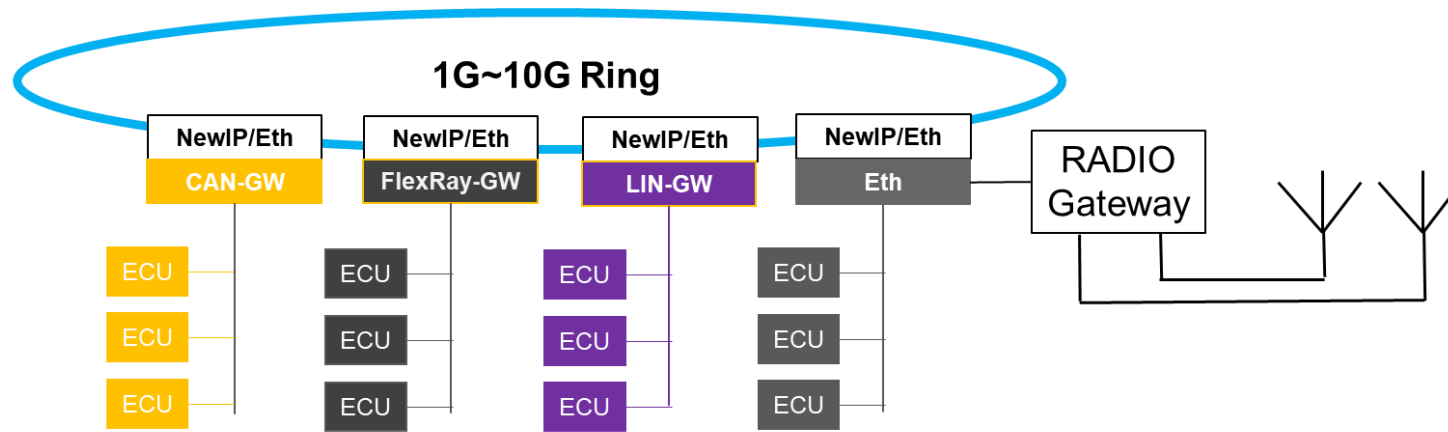 1G~10G Ring
NewIP/Eth
NewIP/Eth
NewIP/Eth
NewIP/Eth
CAN-GW
FlexRay-GW
LIN-GW
Eth
RADIO
Gateway
ECU
ECU
ECU
ECU
ECU
ECU
ECU
ECU
ECU
ECU
ECU
ECU